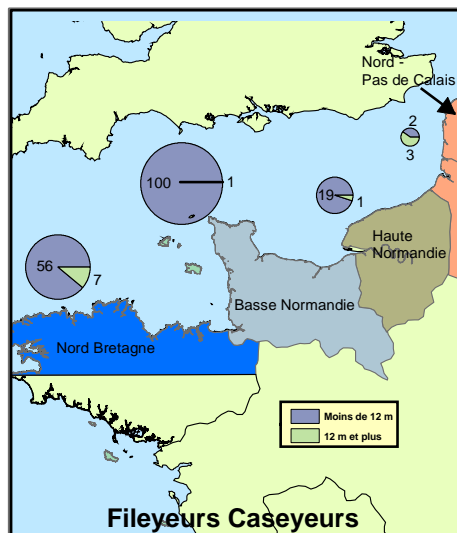 Nord -
Pas de Calais
2
3
100
1
19
1
Haute
Normandie
56
7
Basse Normandie
Nord Bretagne
Moins de 12 m
12 m et plus
Fileyeurs Caseyeurs